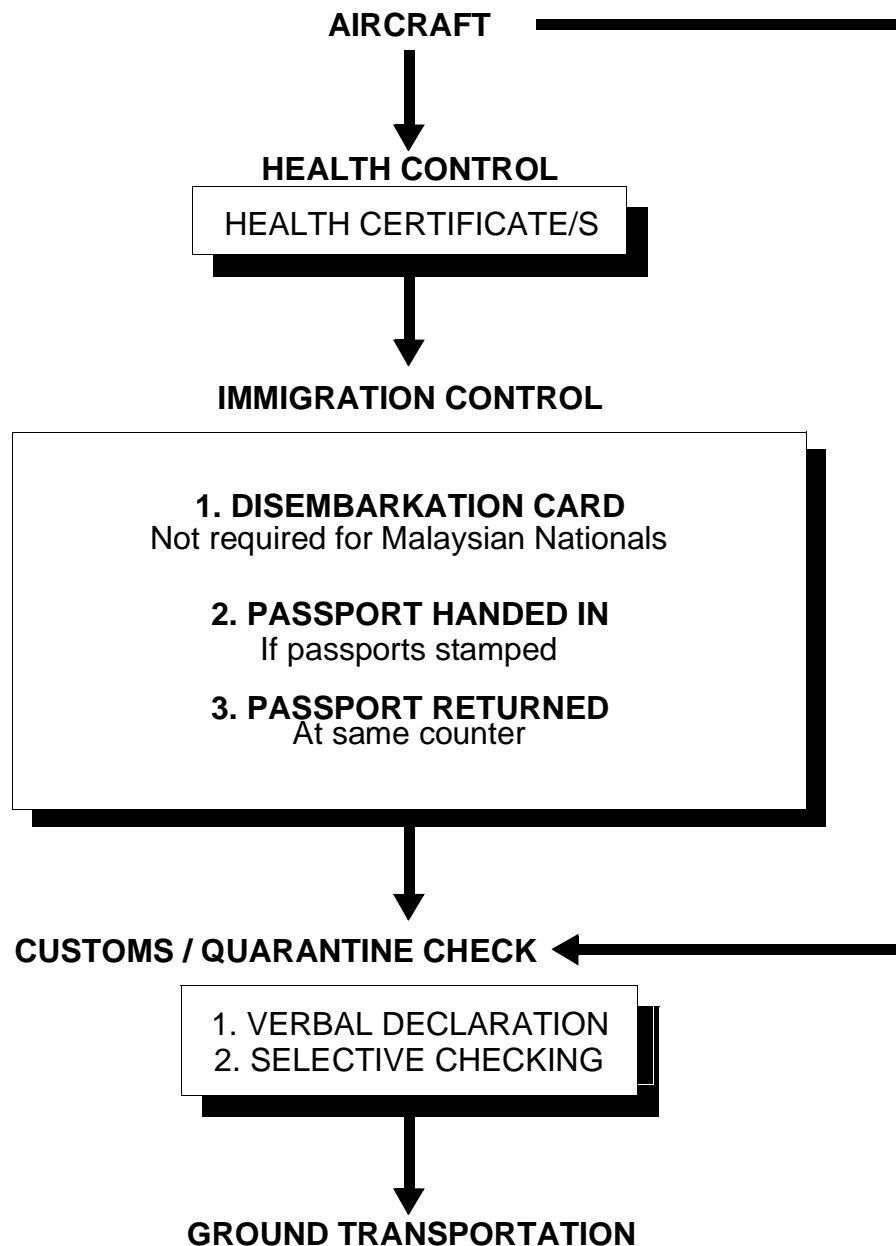 AIRCRAFT
HEALTH CONTROL
HEALTH CERTIFICATE/S
IMMIGRATION CONTROL
1. DISEMBARKATION CARD
Not required for Malaysian Nationals
2. PASSPORT HANDED IN
If passports stamped
3. PASSPORT RETURNED
At same counter
CUSTOMS / QUARANTINE CHECK
1. VERBAL DECLARATION
2. SELECTIVE CHECKING
GROUND TRANSPORTATION